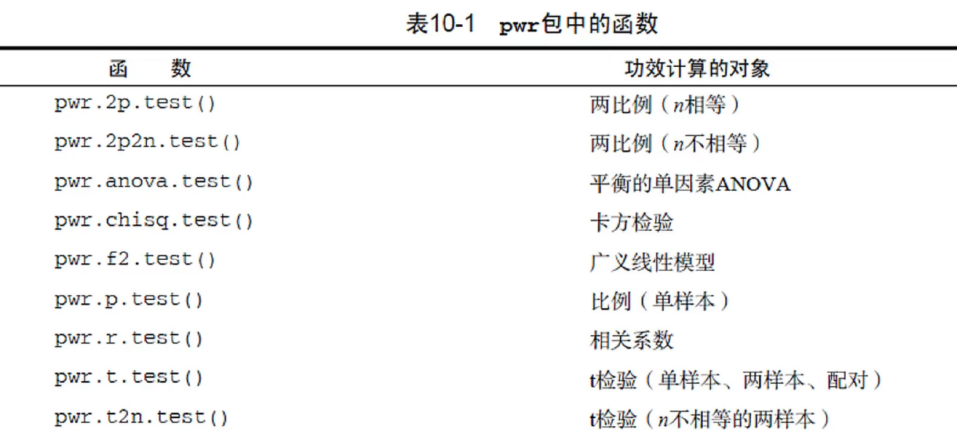 表10-1 pwr包中的函数
函 数 功效计算的对象
pwr.2p.test() 两比例（n相等）
pwr.2p2n.test() 两比例（n不相等）
pwr.anova.test() 平衡的单因素ANOVA
pwr.chisq.test() 卡方检验
pwr.f2.test() 广义线性模型
pwr.p.test() 比例（单样本）
pwr.r.test() 相关系数
pwr.t.test() t检验（单样本、两样本、配对）
pwr.t2n.test() t检验（n不相等的两样本）